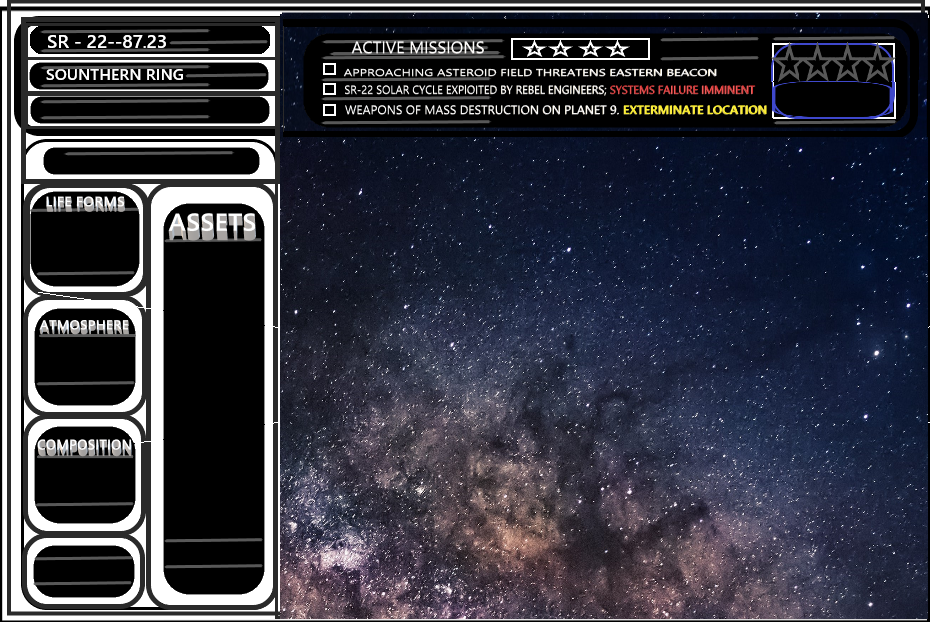 SR - 22--87.23
SOUNTHERN RING
ACTIVE MISSIONS
APPROACHING ASTEROID FIELD THREATENS EASTERN BEACON
SR-22 SOLAR CYCLE EXPIOITED BY REBEL ENGINEERS; SYSTEMS FAILURE IMMINENT
WEAPONS OF MASS DESTRUCTION ON PLANET 9. EXTERMINATE LOCATION
LIFE FORMS
ASSETS
ATMOSPHERE
COMPOSITION